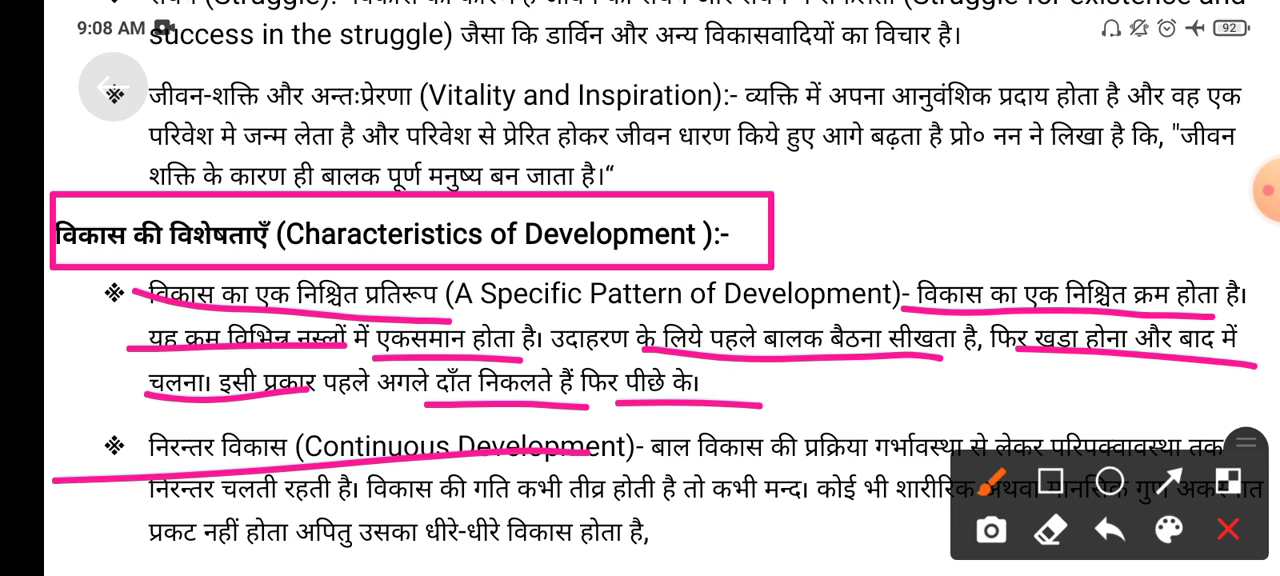 9:08 AM
92
success in the struggle) जैसा कि डार्विन और अन्य विकासवादियों का विचार है।
❖ जीवन-शक्ति और अन्तःप्रेरणा (Vitality and Inspiration):- व्यक्ति में अपना आनुवंशिक प्रदाय होता है और वह एक
परिवेश मे जन्म लेता है और परिवेश से प्रेरित होकर जीवन धारण किये हुए आगे बढ़ता है प्रो० नन ने लिखा है कि, "जीवन
शक्ति के कारण ही बालक पूर्ण मनुष्य बन जाता है।“
विकास की विशेषताएँ (Characteristics of Development ):-
❖ विकास का एक निश्चित प्रतिरूप (A Specific Pattern of Development)- विकास का एक निश्चित क्रम होता है।
यह क्रम विभिन्न नस्लों में एकसमान होता है। उदाहरण के लिये पहले बालक बैठना सीखता है, फिर खडा होना और बाद में
चलना। इसी प्रकार पहले अगले दाँत निकलते हैं फिर पीछे के।
❖ निरन्तर विकास (Continuous Development)- बाल विकास की प्रक्रिया गर्भावस्था से लेकर परिपक्वावस्था तक
निरन्तर चलती रहती है। विकास की गति कभी तीव्र होती है तो कभी मन्द। कोई भी शारीरिक अथवा मानसिक गुण
प्रकट नहीं होता अपितु उसका धीरे-धीरे विकास होता है,